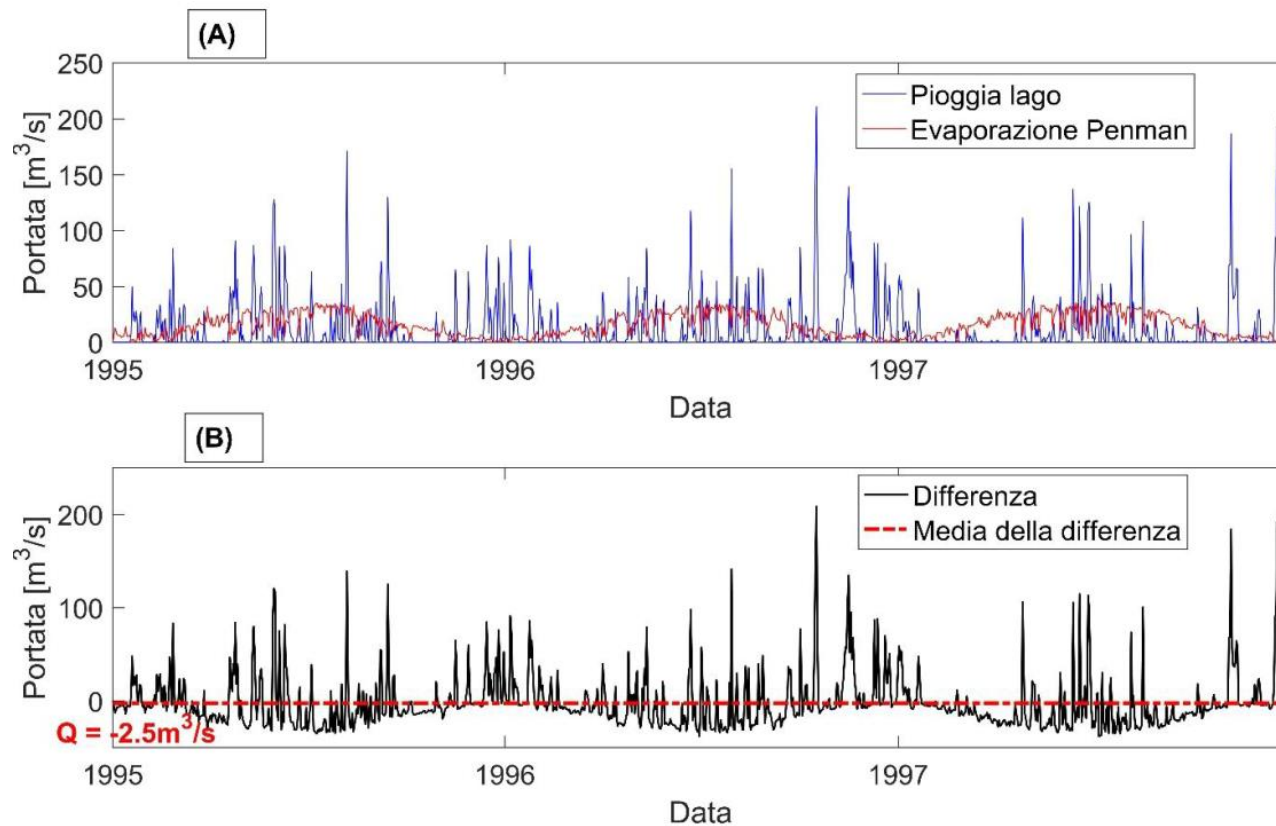 (A)
Portata [m³/s]
250
200
150
100
50
0
Pioggia lago
Evaporazione Penman
1995
1996
1997
Data
(B)
Portata [m³/s]
200
100
0
Differenza
Media della differenza
Q = -2.5m³/s
1995
1996
1997
Data